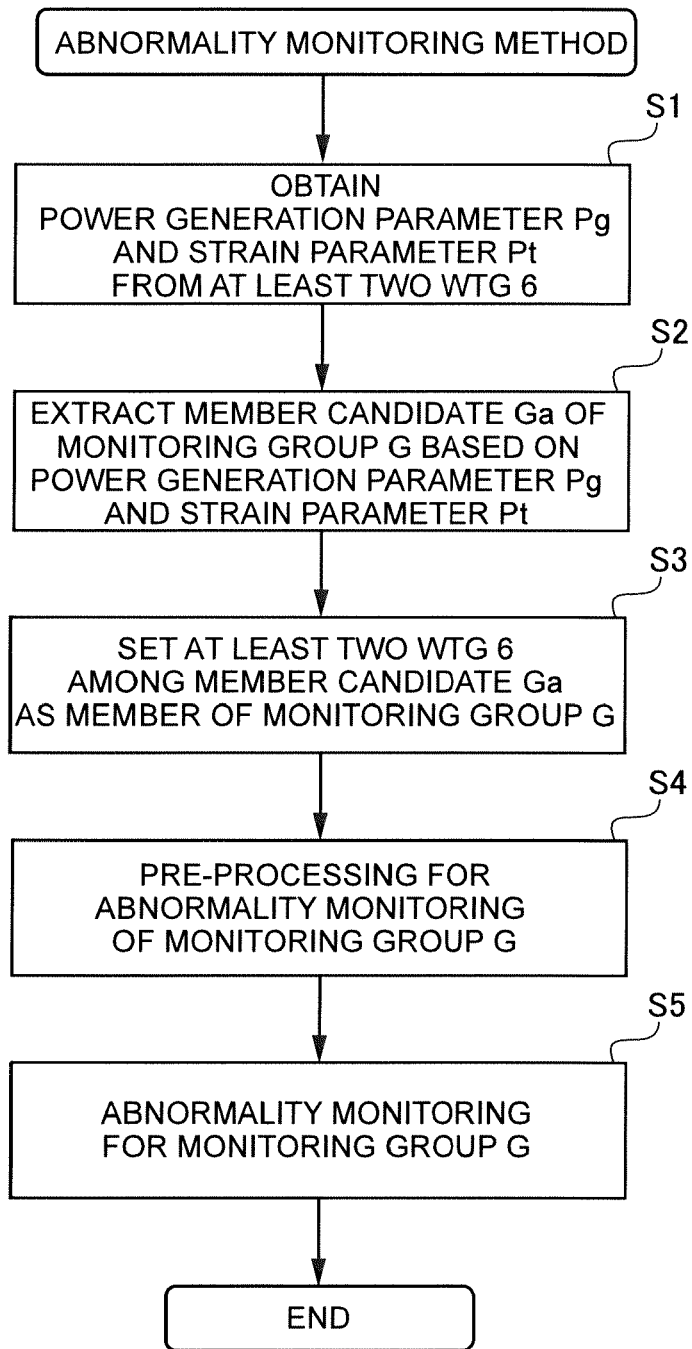 ABNORMALITY MONITORING METHOD
S1
OBTAIN
POWER GENERATION PARAMETER Pg
AND STRAIN PARAMETER Pt
FROM AT LEAST TWO WTG 6
S2
EXTRACT MEMBER CANDIDATE Ga OF
MONITORING GROUP G BASED ON
POWER GENERATION PARAMETER Pg
AND STRAIN PARAMETER Pt
S3
SET AT LEAST TWO WTG 6
AMONG MEMBER CANDIDATE Ga
AS MEMBER OF MONITORING GROUP G
S4
PRE-PROCESSING FOR
ABNORMALITY MONITORING
OF MONITORING GROUP G
S5
ABNORMALITY MONITORING
FOR MONITORING GROUP G
END